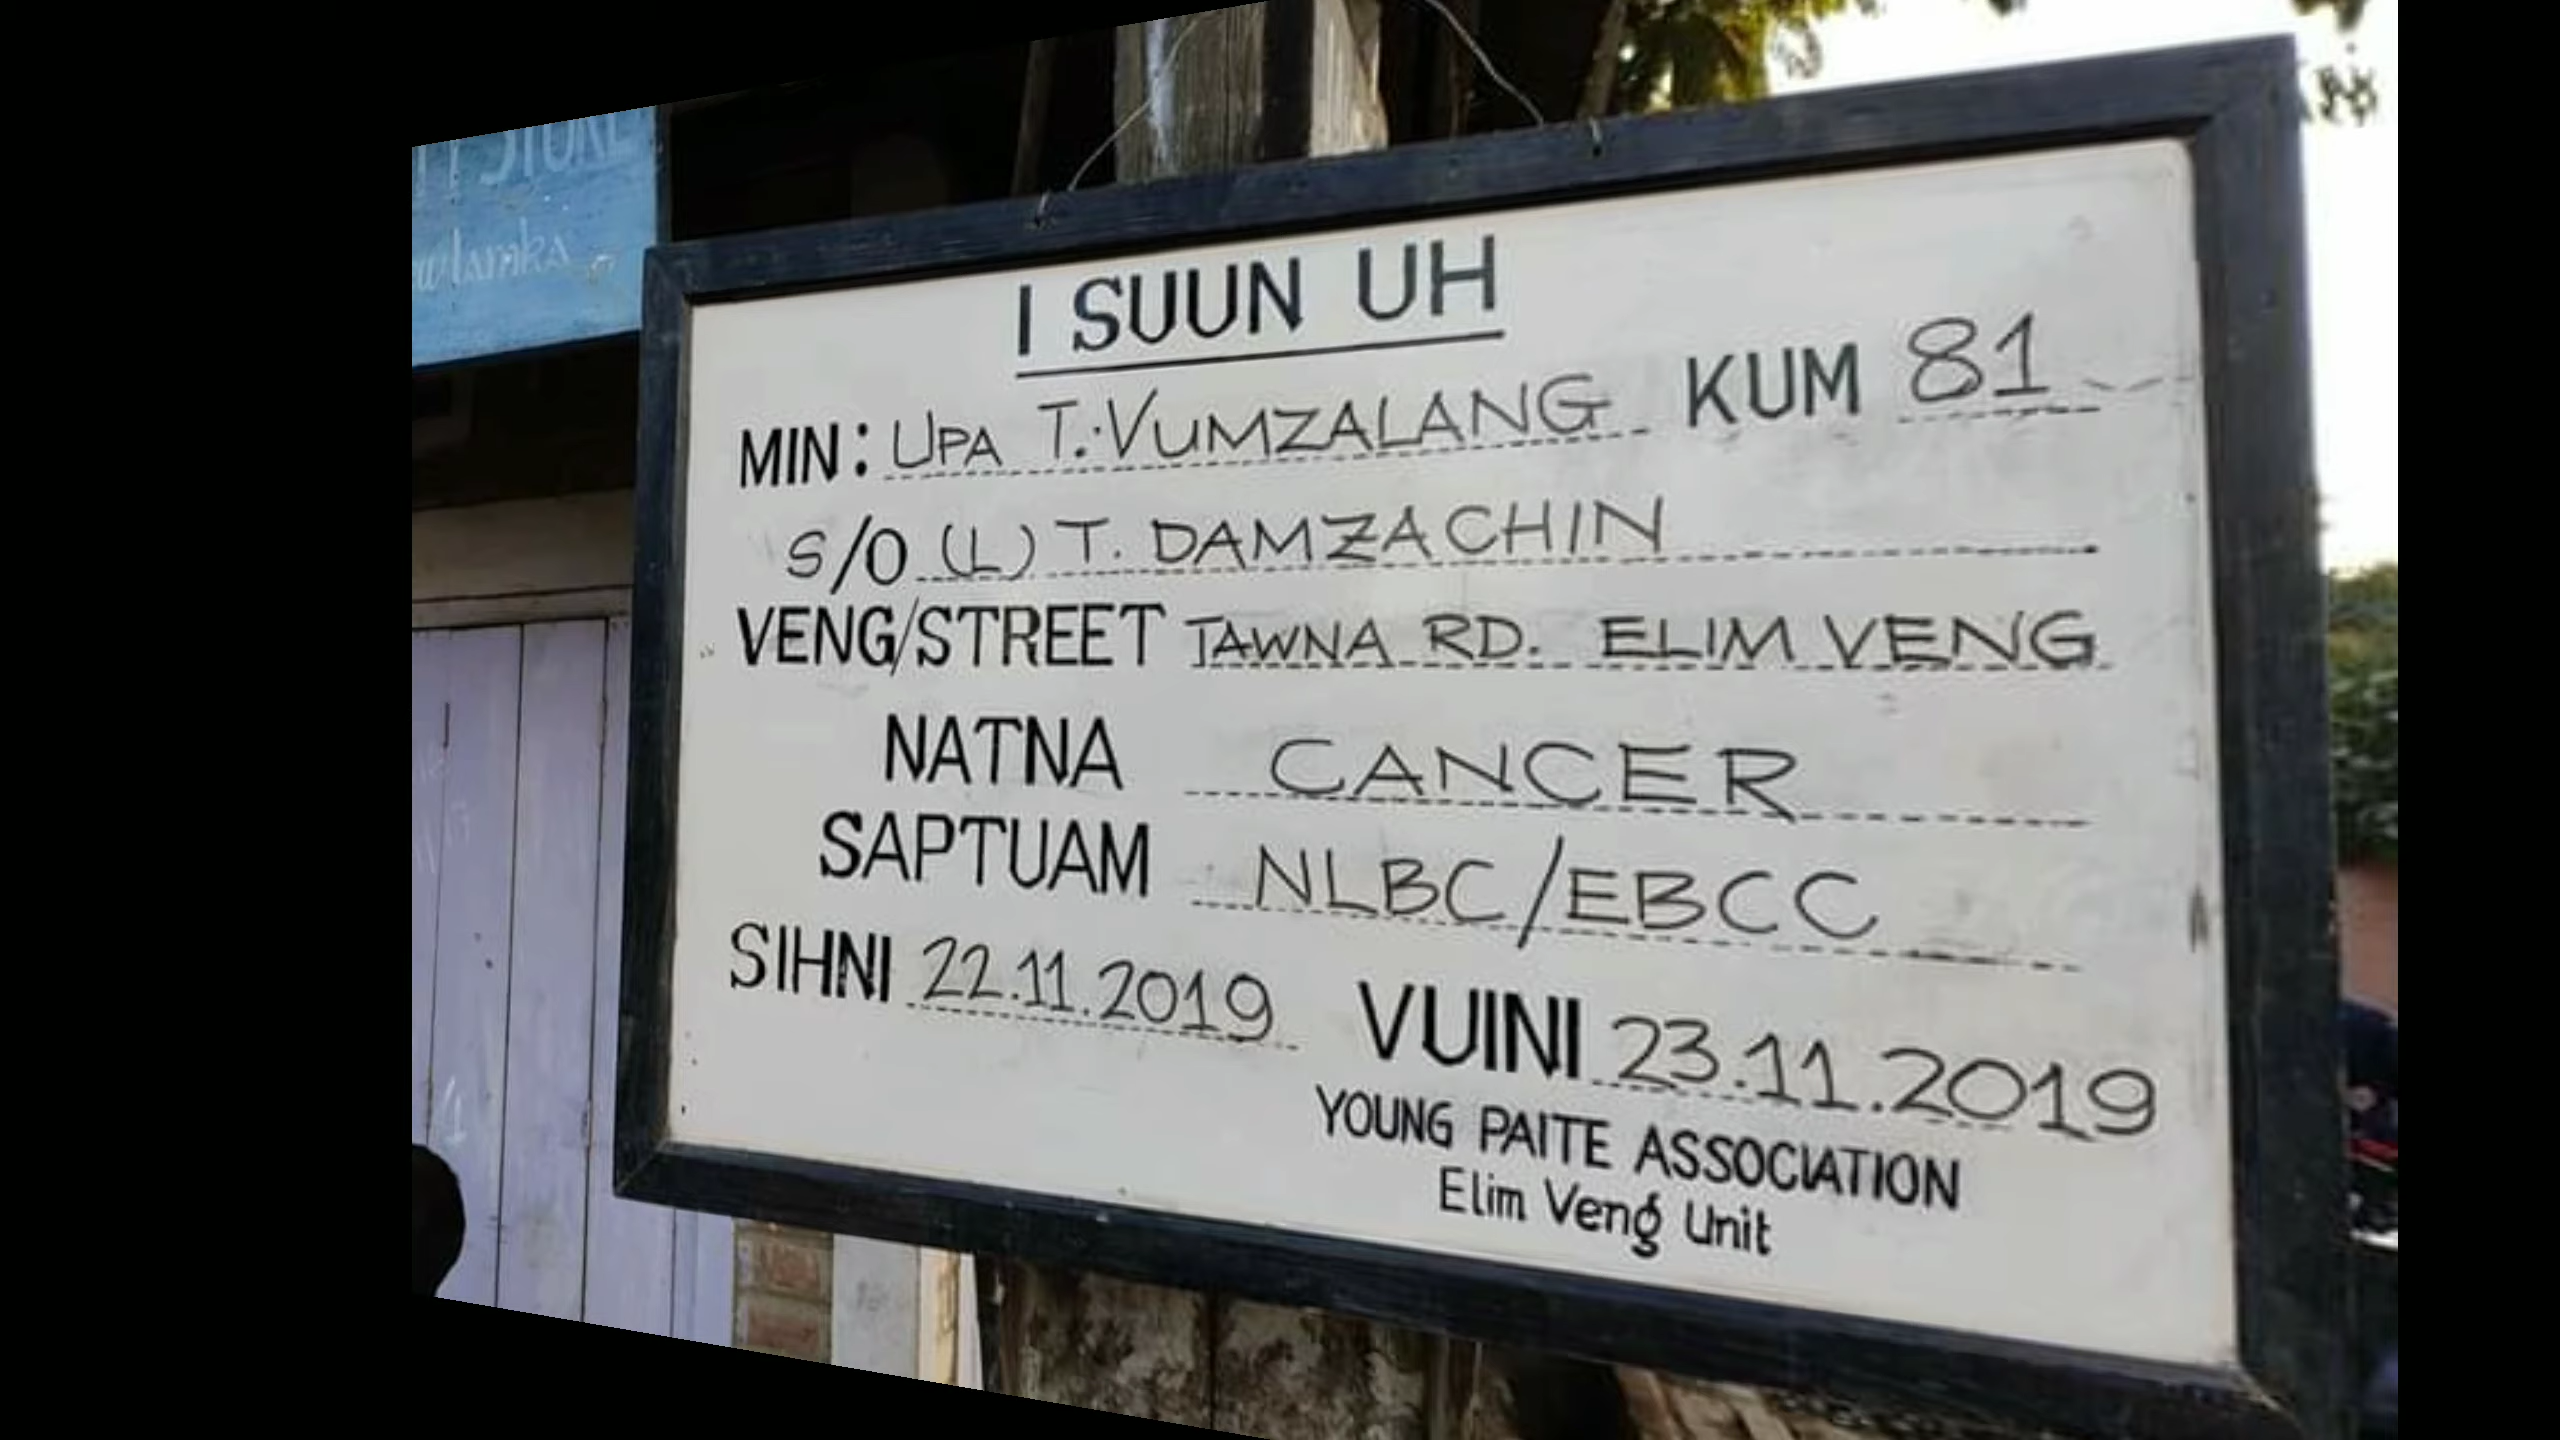 STORE
I SUUN UH
MIN: UPA T. VUMZALANG KUM 81
S/O (L) T. DAMZACHIN
VENG/STREET TAWNA RD. ELIM VENG
NATNA CANCER
SAPTUAM NLBC/EBCC
SIHNI 22.11.2019 VUINI 23.11.2019
YOUNG PAITE ASSOCIATION
Elim Veng Unit